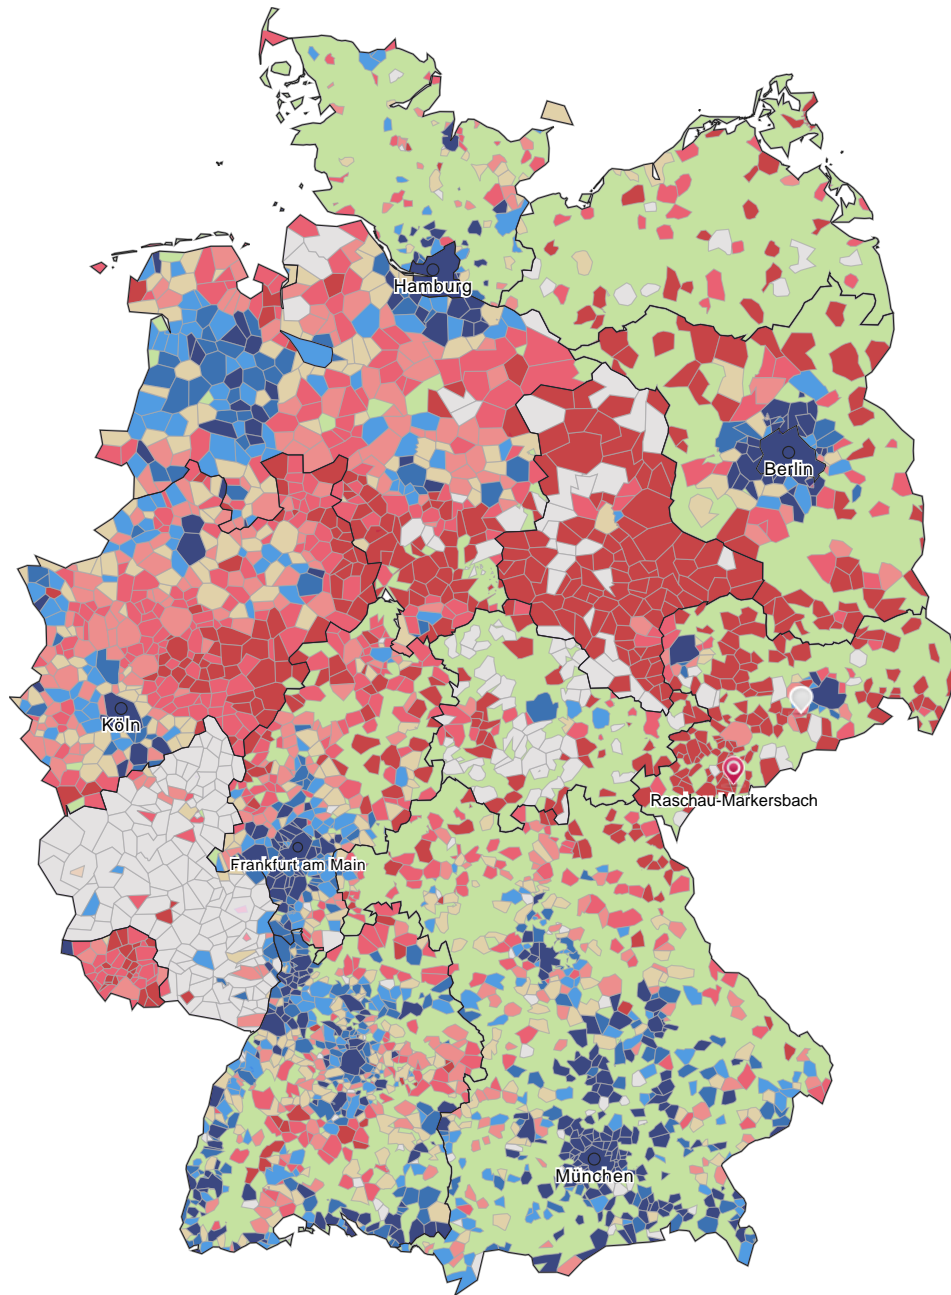 Hamburg
Berlin
Köln
Raschau-Markersbach
Frankfurt am Main
München